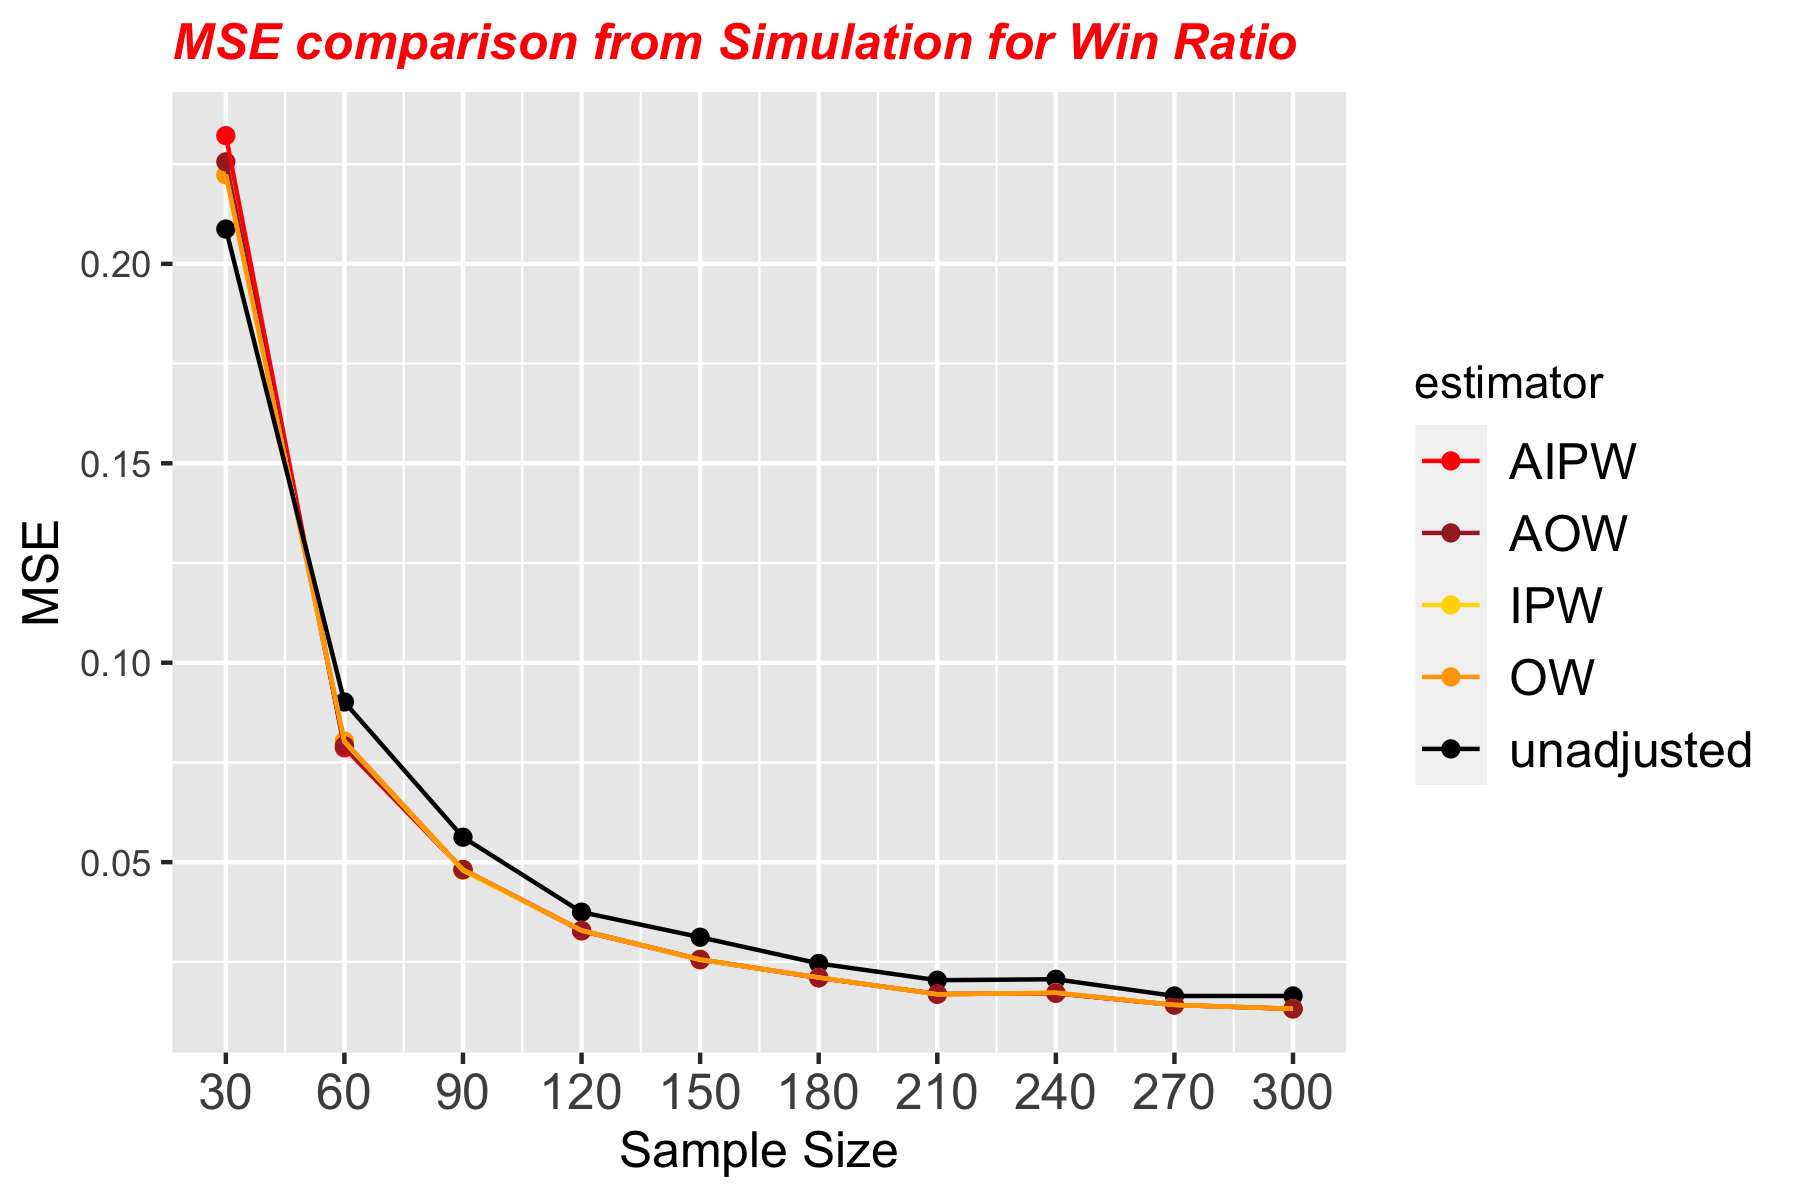 MSE comparison from Simulation for Win Ratio
0.20
0.15
0.10
0.05
MSE
30 60 90 120 150 180 210 240 270 300
Sample Size
estimator
AIPW
AOW
IPW
OW
unadjusted